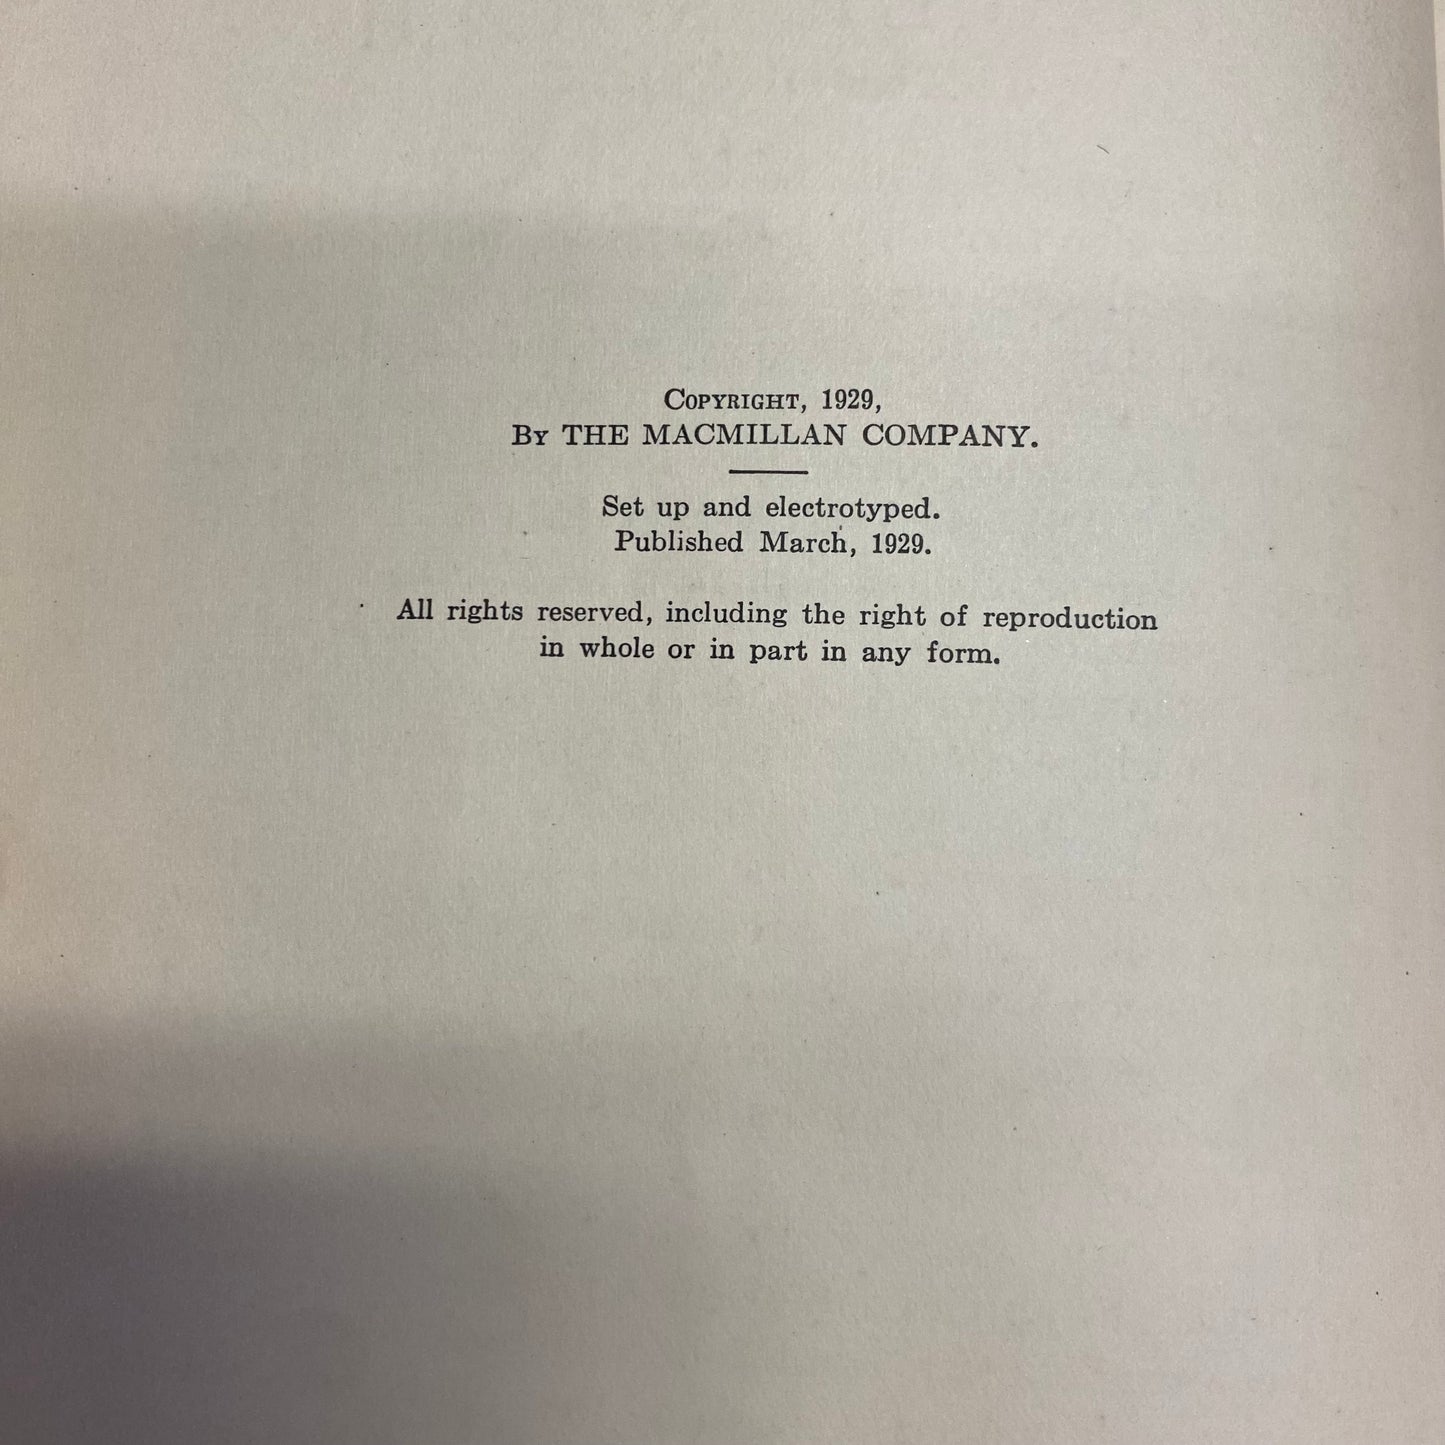 Copyright, 1929,
By THE MACMILLAN COMPANY.
Set up and electrotyped.
Published March, 1929.
All rights reserved, including the right of reproduction
in whole or in part in any form.